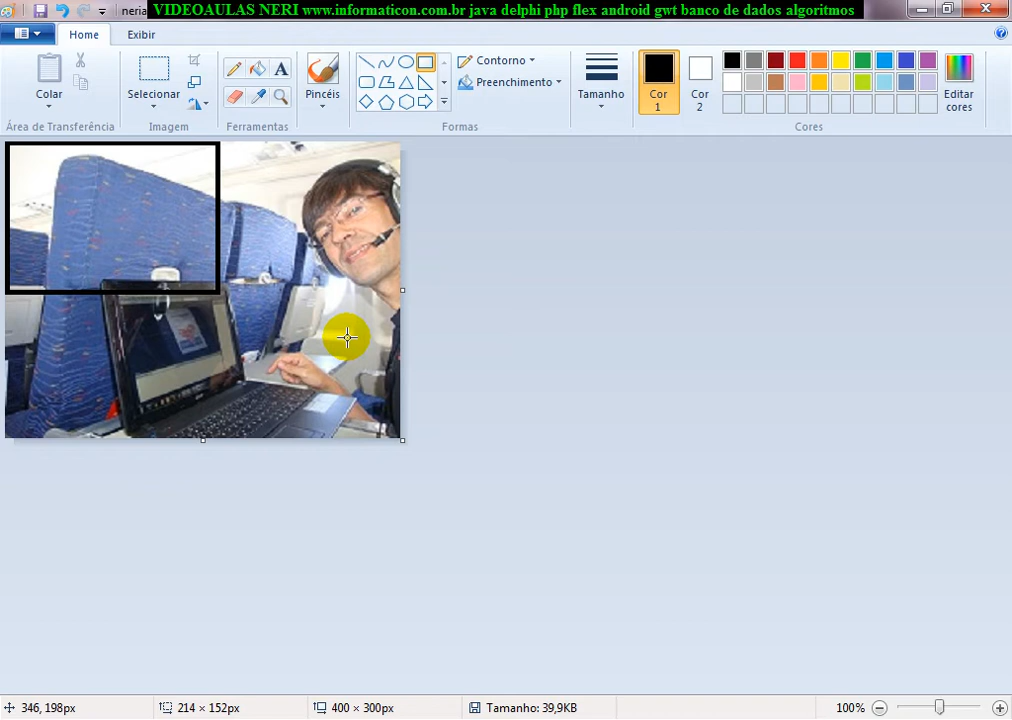 neria VIDEOAULAS NERI www.informaticon.com.br java delphi php flex android gwt banco de dados algoritmos
Home Exibir
Colar
Selecionar
Pincéis
Contorno
Preenchimento
Tamanho
Cor 1
Cor 2
Editar cores
Área de Transferência Imagem Ferramentas Formas Cores
346, 198px 214 × 152px 400 × 300px Tamanho: 39,9KB 100%